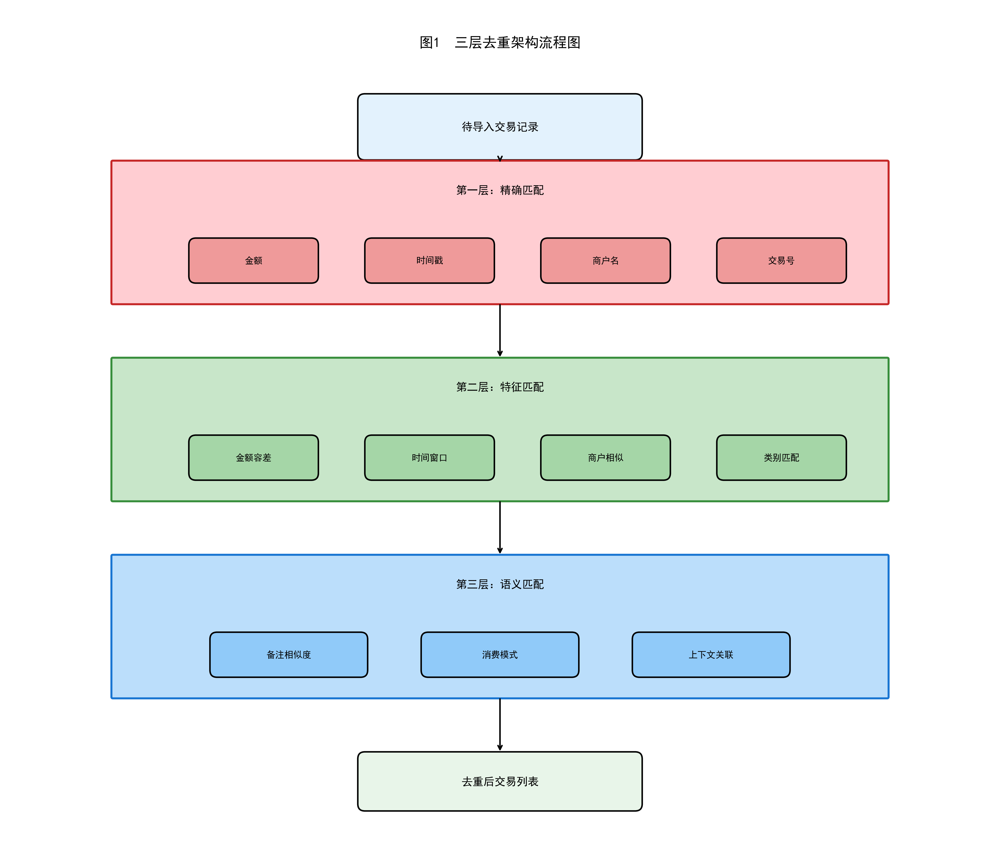 图1　三层去重架构流程图
待导入交易记录
第一层：精确匹配
金额
时间戳
商户名
交易号
第二层：特征匹配
金额容差
时间窗口
商户相似
类别匹配
第三层：语义匹配
备注相似度
消费模式
上下文关联
去重后交易列表